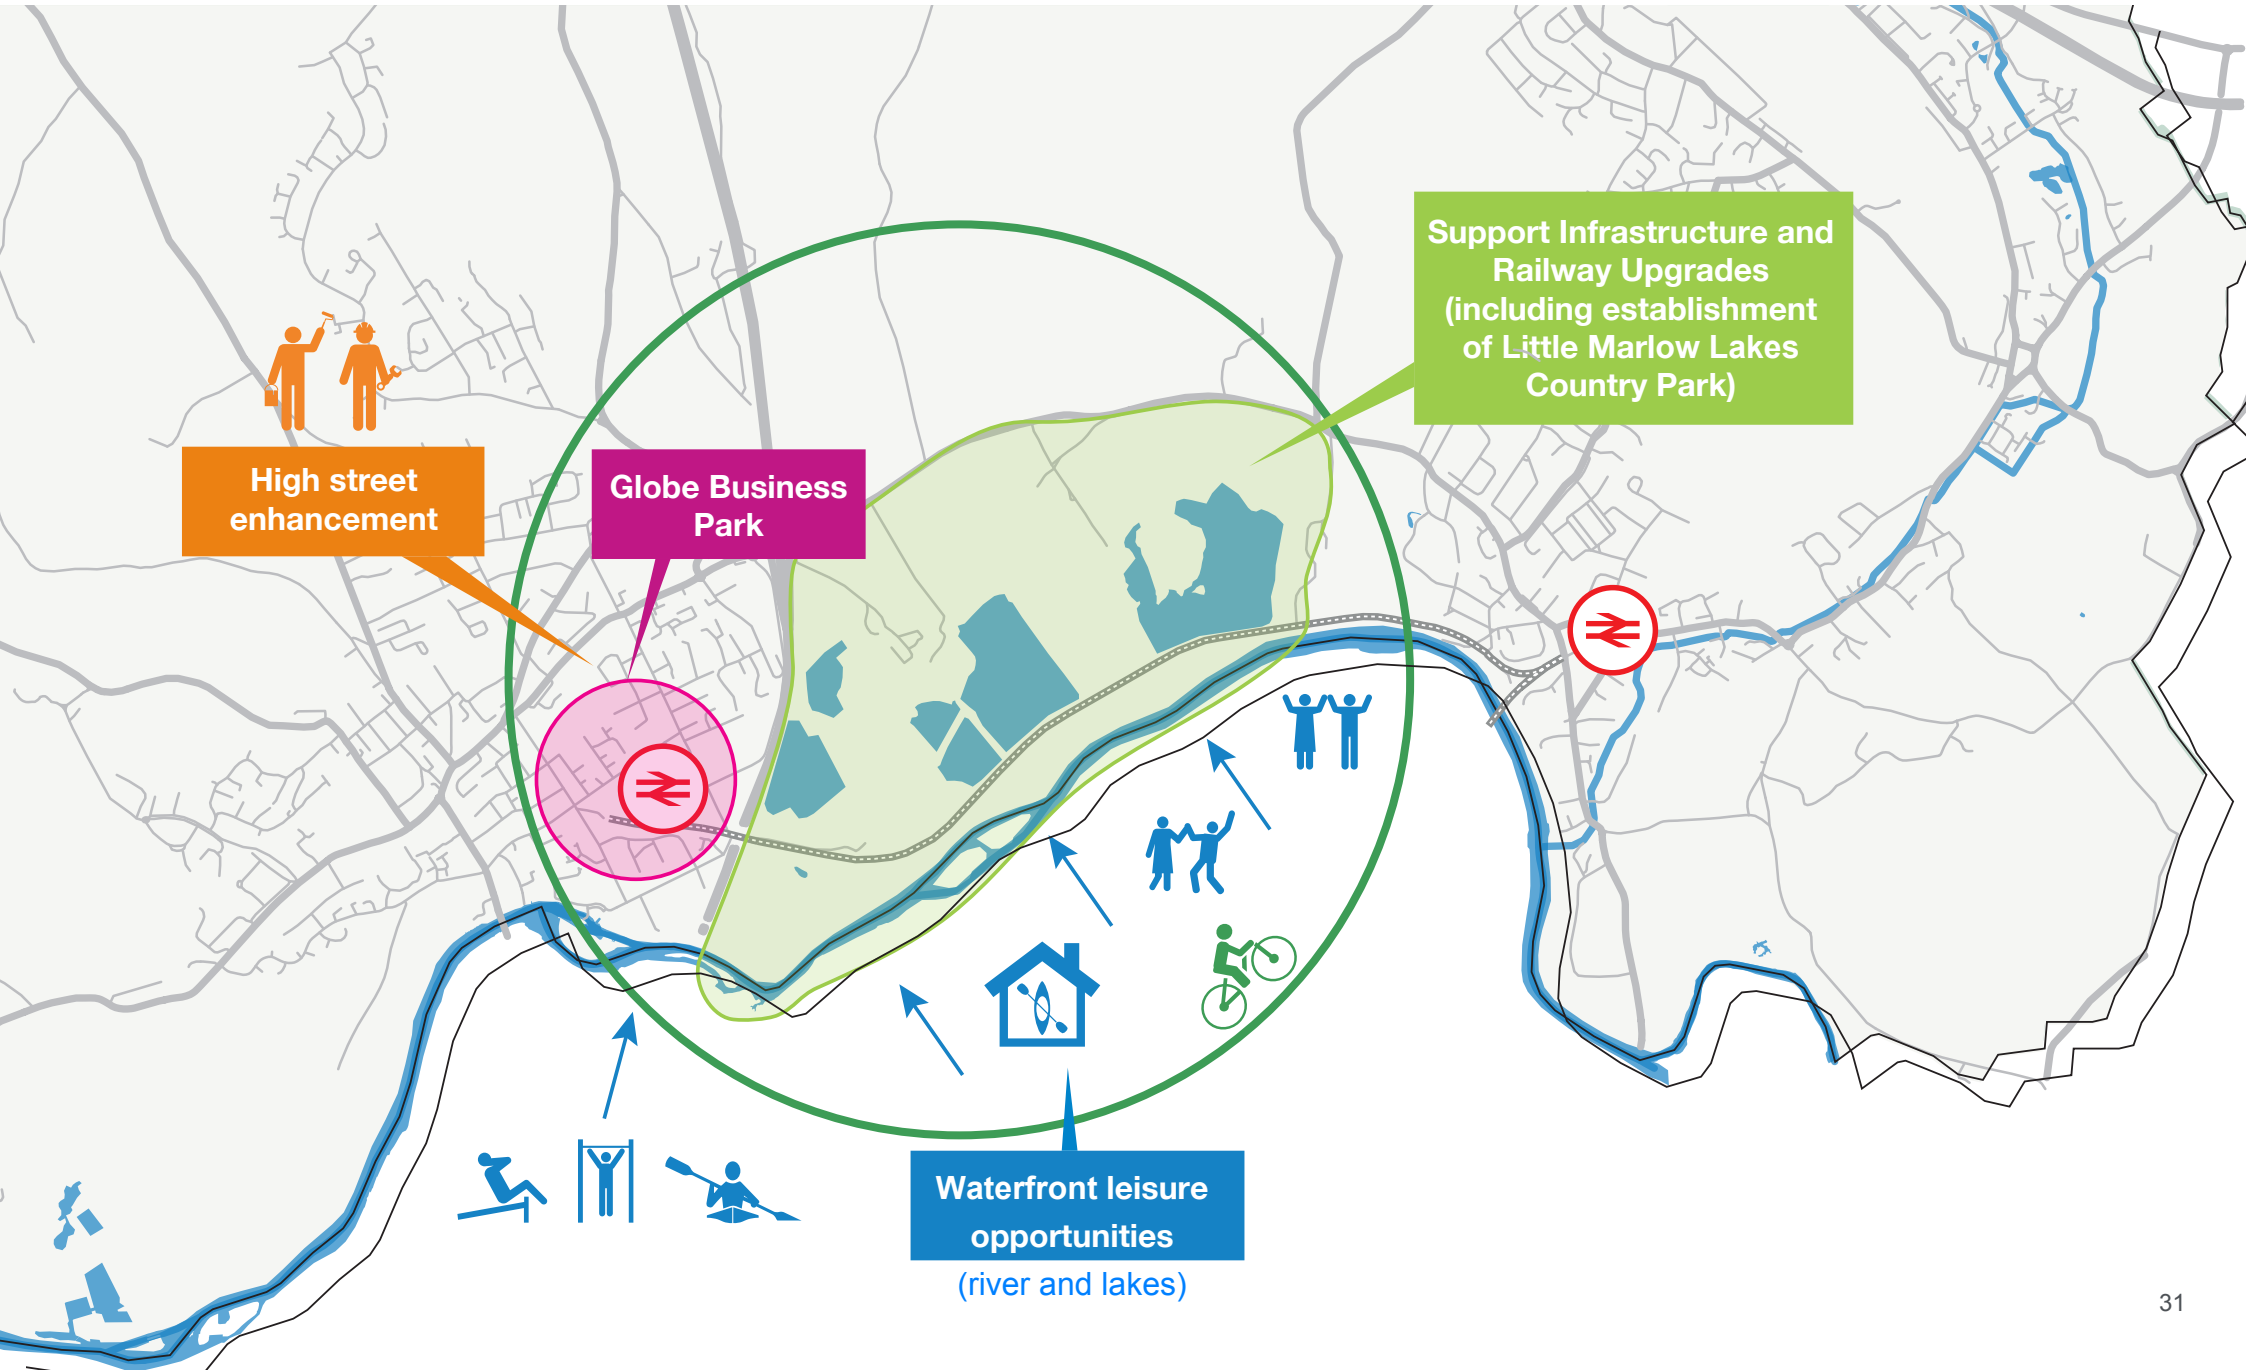 Support Infrastructure and
Railway Upgrades
(including establishment
of Little Marlow Lakes
Country Park)
High street
enhancement
Globe Business
Park
Waterfront leisure
opportunities
(river and lakes)
31